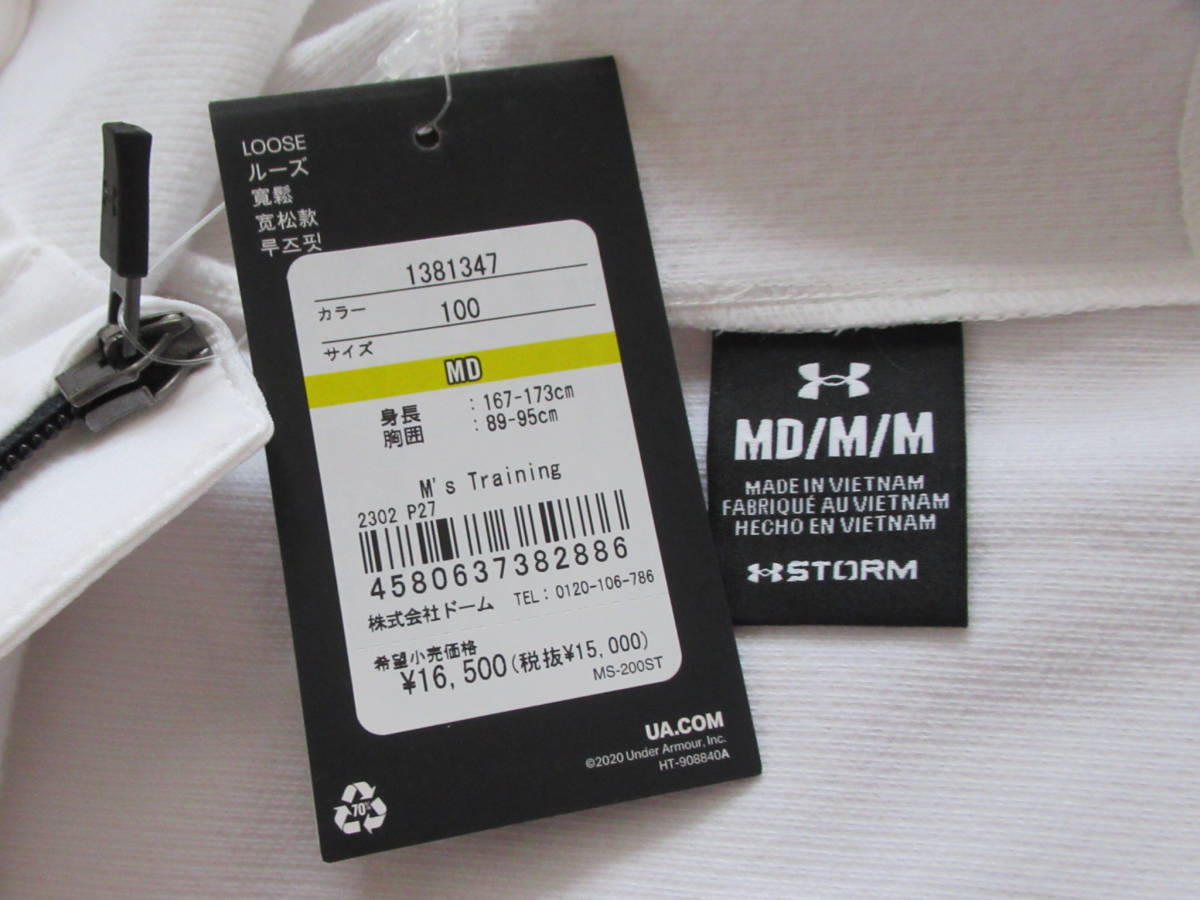 LOOSE
ルーズ
寬鬆
宽松款
루즈핏
1381347
カラー 100
サイズ
MD
身長 : 167-173cm
胸囲 : 89-95cm
M's Training
2302 P27
4580637382886
株式会社ドーム TEL: 0120-106-786
希望小売価格
¥16,500(税抜¥15,000)
MS-200ST
UA.COM
©2020 Under Armour, Inc.
HT-908840A
70%
MD/M/M
MADE IN VIETNAM
FABRIQUÉ AU VIETNAM
HECHO EN VIETNAM
STORM